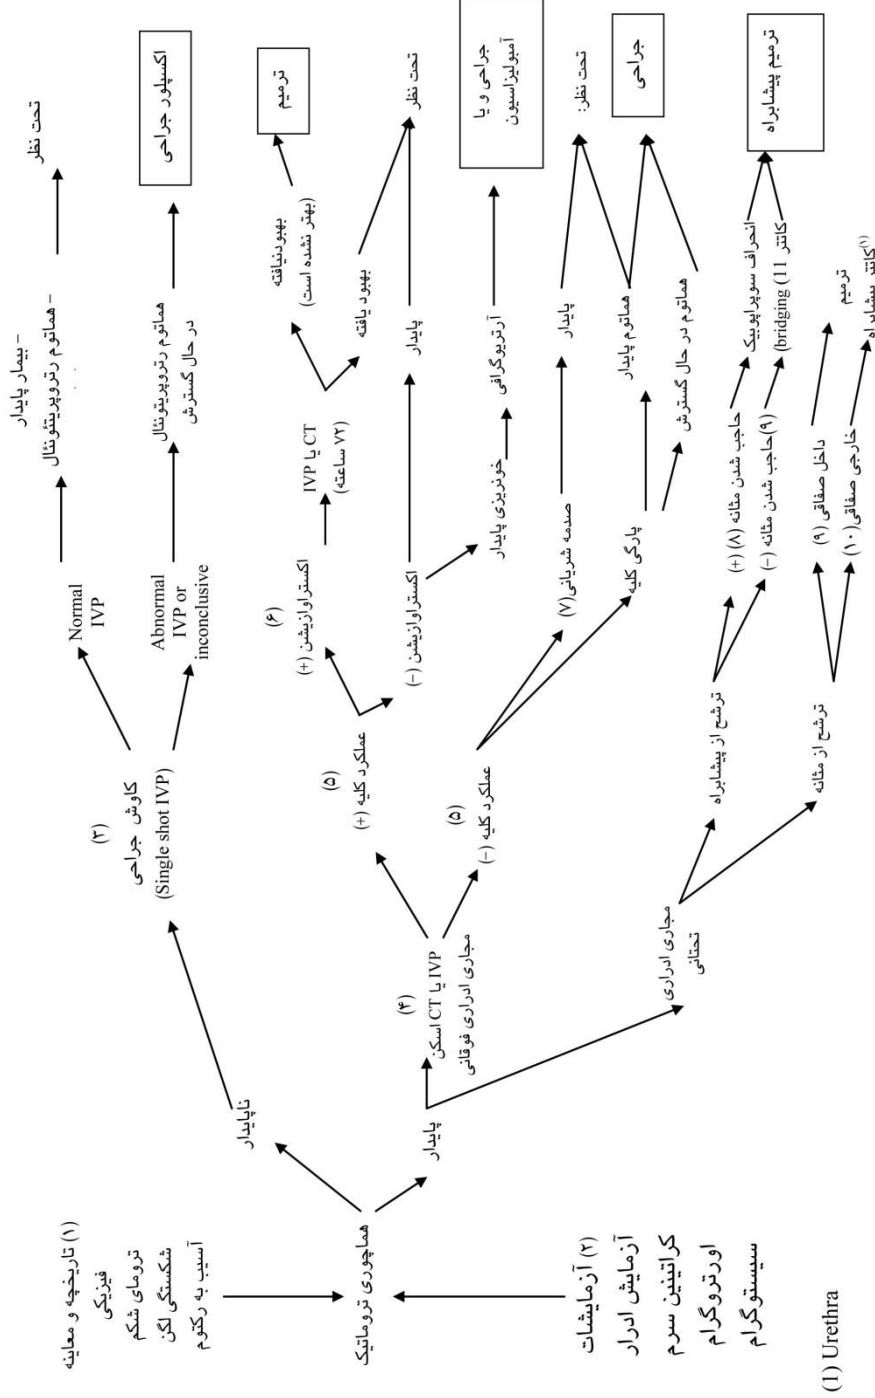 (۱) تاریخچه و معاینه
فیزیکی
ترومای شکم
شکستگی لگن
آسیب به رکتوم
هماچوری تروماتیک
(۲) آزمایشات
آزمایش ادرار
کراتینین سرم
اورتروگرام
سیستوگرام
ناپایدار
پایدار
(۳)
کاوش جراحی
(Single shot IVP)
Normal
IVP
Abnormal
IVP or
inconclusive
– بیمار پایدار
– هماتوم رتروپریتئونئال
تحت نظر
هماتوم رتروپریتونئال
در حال گسترش
اکسپلور جراحی
(۴)
IVP یا CT اسکن
مجاری ادراری فوقانی
(۵)
عملکرد کلیه (+)
(۶)
اکستراوازیشن (+)
CT یا IVP
(۷۲ ساعته)
بهبودنیافته
(بهتر نشده است)
ترمیم
بهبود یافته
تحت نظر
اکستراوازیشن (–)
پایدار
خونریزی پایدار
آرتریوگرافی
جراحی و یا
آمبولیزاسیون
(۵)
عملکرد کلیه (–)
صدمه شریانی(۷)
پایدار
تحت نظر:
پارگی کلیه
هماتوم پایدار
هماتوم در حال گسترش
جراحی
مجاری ادراری
تحتانی
ترشح از پیشابراه
حاجب شدن مثانه (۸) (+)
انحراف سوپراپوبیک
حاجب شدن مثانه (۹) (–)
کاتتر 11) bridging)
ترمیم پیشابراه
ترشح از مثانه
داخل صفاقی (۹)
ترمیم
خارجی صفاقی (۱۰)
کاتتر پیشابراه(۱)
(1) Urethra